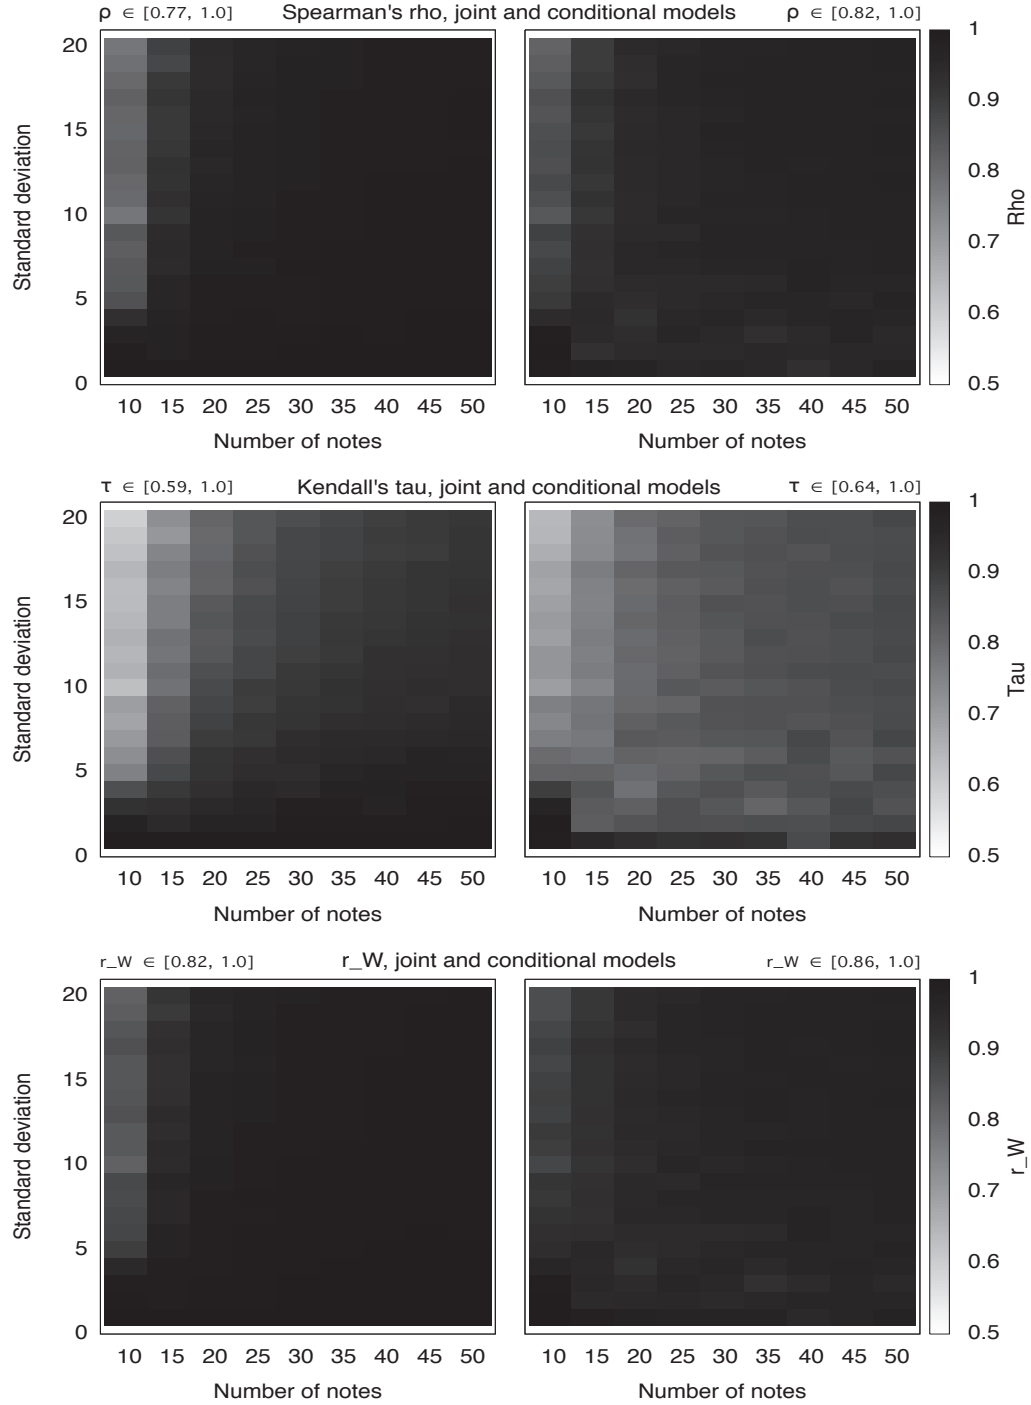 ρ ∈ [0.77, 1.0] Spearman's rho, joint and conditional models ρ ∈ [0.82, 1.0]
Standard deviation
20
15
10
5
0
10 15 20 25 30 35 40 45 50
Number of notes
10 15 20 25 30 35 40 45 50
Number of notes
1
0.9
0.8
0.7
0.6
0.5
Rho
τ ∈ [0.59, 1.0] Kendall's tau, joint and conditional models τ ∈ [0.64, 1.0]
Standard deviation
20
15
10
5
0
10 15 20 25 30 35 40 45 50
Number of notes
10 15 20 25 30 35 40 45 50
Number of notes
1
0.9
0.8
0.7
0.6
0.5
Tau
r_W ∈ [0.82, 1.0] r_W, joint and conditional models r_W ∈ [0.86, 1.0]
Standard deviation
20
15
10
5
0
10 15 20 25 30 35 40 45 50
Number of notes
10 15 20 25 30 35 40 45 50
Number of notes
1
0.9
0.8
0.7
0.6
0.5
r_W